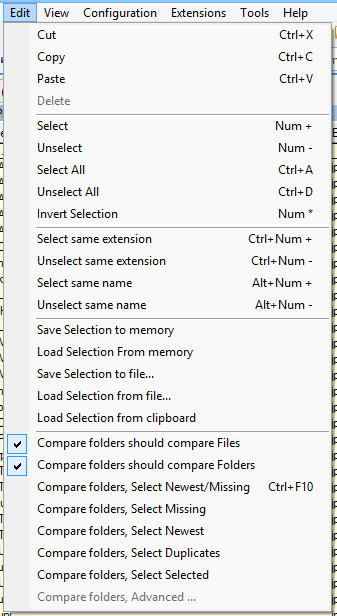 Edit View Configuration Extensions Tools Help
Cut Ctrl+X
Copy Ctrl+C
Paste Ctrl+V
Delete
Select Num +
Unselect Num -
Select All Ctrl+A
Unselect All Ctrl+D
Invert Selection Num *
Select same extension Ctrl+Num +
Unselect same extension Ctrl+Num -
Select same name Alt+Num +
Unselect same name Alt+Num -
Save Selection to memory
Load Selection From memory
Save Selection to file...
Load Selection from file...
Load Selection from clipboard
Compare folders should compare Files
Compare folders should compare Folders
Compare folders, Select Newest/Missing Ctrl+F10
Compare folders, Select Missing
Compare folders, Select Newest
Compare folders, Select Duplicates
Compare folders, Select Selected
Compare folders, Advanced ...